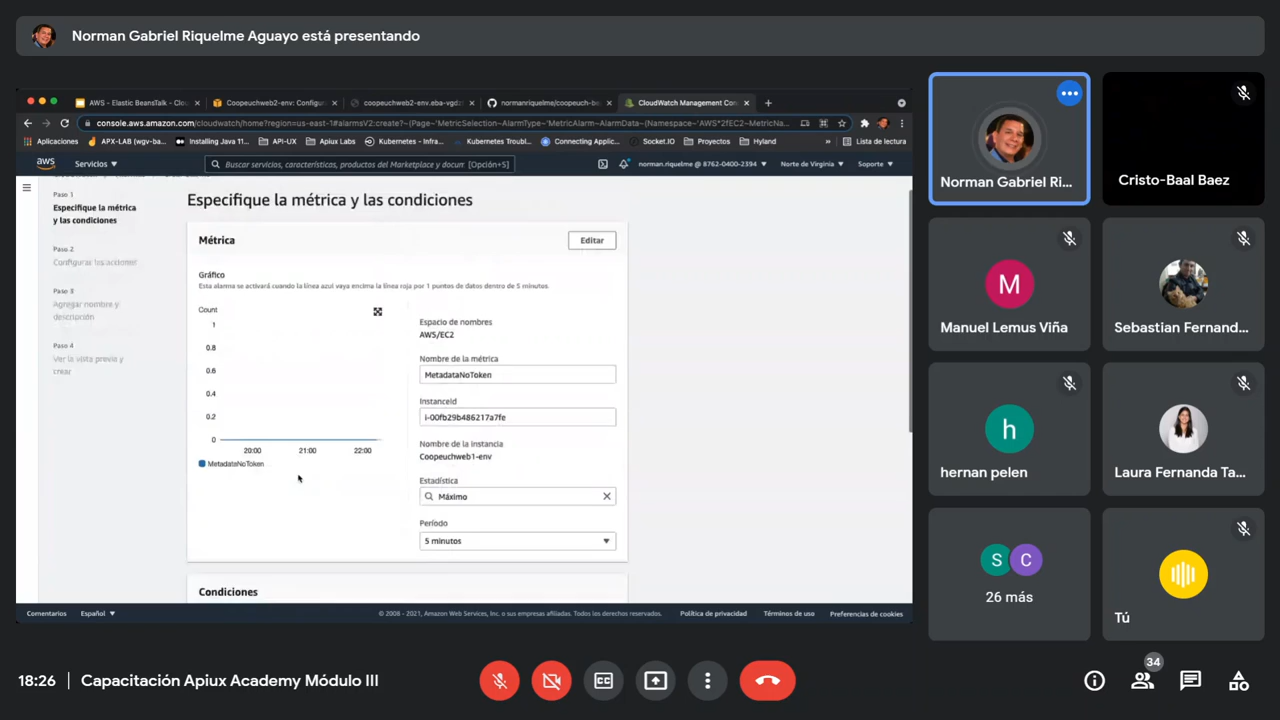 Norman Gabriel Riquelme Aguayo está presentando
AWS - Elastic BeansTalk - Clou
Coopeuchweb2-env: Configura
coopeuchweb2-env.eba-vgdz
normanriquelme/coopeuch-be
CloudWatch Management Con
console.aws.amazon.com/cloudwatch/home?region=us-east-1#alarmsV2:create?~(Page~'MetricSelection~AlarmType~'MetricAlarm~AlarmData~(Namespace~'AWS*2fEC2~MetricNa...
Aplicaciones
APX-LAB (wgv-ba...
Installing Java 1.7...
API-UX
Apiux Labs
Kubernetes - Infra...
Kubernetes Troubl...
Connecting Applic...
Socket.IO
Proyectos
Hyland
»
Lista de lectura
aws
Servicios
Buscar servicios, características, productos del Marketplace y docum
[Opción+S]
norman.riquelme @ 8762-0400-2394
Norte de Virginia
Soporte
Paso 1
Especifique la métrica
y las condiciones
Paso 2
Configurar las acciones
Paso 3
Agregar nombre y
descripción
Paso 4
Ver la vista previa y
crear
Especifique la métrica y las condiciones
Métrica
Editar
Gráfico
Esta alarma se activará cuando la línea azul vaya encima la línea roja por 1 puntos de datos dentro de 5 minutos.
Count
1
0.8
0.6
0.4
0.2
0
20:00
21:00
22:00
MetadataNoToken
Espacio de nombres
AWS/EC2
Nombre de la métrica
MetadataNoToken
InstanceId
i-00fb29b486217a7fe
Nombre de la instancia
Coopeuchweb1-env
Estadística
Máximo
Período
5 minutos
Condiciones
Comentarios
Español
© 2008 - 2021, Amazon Web Services, Inc. o sus empresas afiliadas. Todos los derechos reservados.
Política de privacidad
Términos de uso
Preferencias de cookies
Norman Gabriel Ri...
Cristo-Baal Baez
M
Manuel Lemus Viña
Sebastian Fernand...
h
hernan pelen
Laura Fernanda Ta...
S
C
26 más
Tú
18:26
Capacitación Apiux Academy Módulo III
34